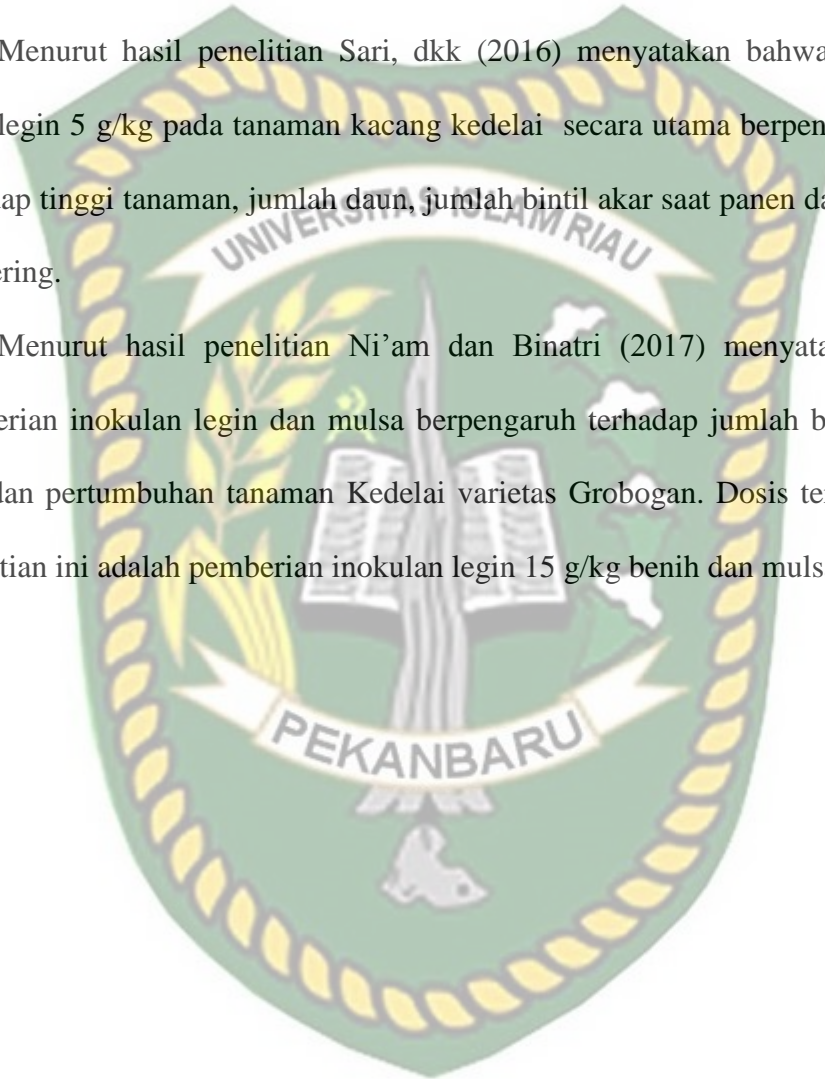 Menurut hasil penelitian Sari, dkk (2016) menyatakan bahwa
legin 5 g/kg pada tanaman kacang kedelai secara utama berpen
ap tinggi tanaman, jumlah daun, jumlah bintil akar saat panen da
ering.
UNIVERSITAS ISLAM RIAU
Menurut hasil penelitian Ni’am dan Binatri (2017) menyata
erian inokulan legin dan mulsa berpengaruh terhadap jumlah b
dan pertumbuhan tanaman Kedelai varietas Grobogan. Dosis te
tian ini adalah pemberian inokulan legin 15 g/kg benih dan muls
PEKANBARU